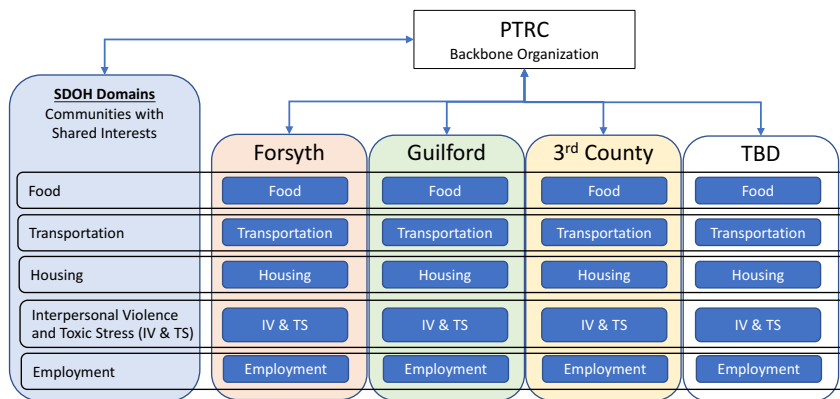 PTRC
Backbone Organization
SDOH Domains
Communities with
Shared Interests
Forsyth
Guilford
3rd County
TBD
Food
Food
Food
Food
Food
Transportation
Transportation
Transportation
Transportation
Transportation
Housing
Housing
Housing
Housing
Housing
Interpersonal Violence
and Toxic Stress (IV & TS)
IV & TS
IV & TS
IV & TS
IV & TS
Employment
Employment
Employment
Employment
Employment